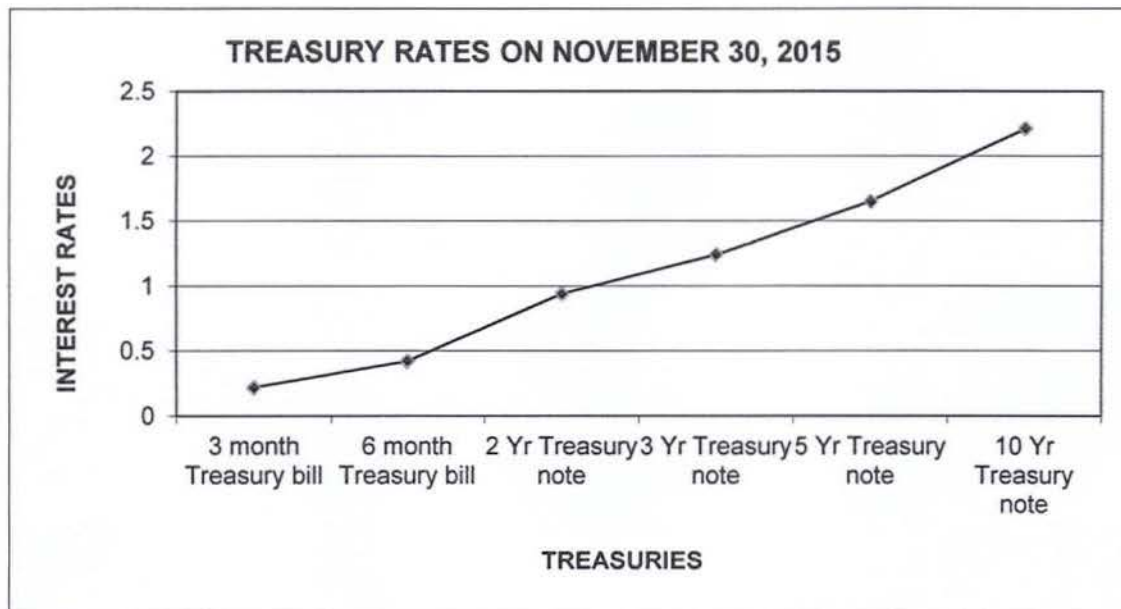 TREASURY RATES ON NOVEMBER 30, 2015
2.5
2
1.5
1
0.5
0
INTEREST RATES
3 month Treasury bill
6 month Treasury bill
2 Yr Treasury note
3 Yr Treasury note
5 Yr Treasury note
10 Yr Treasury note
TREASURIES